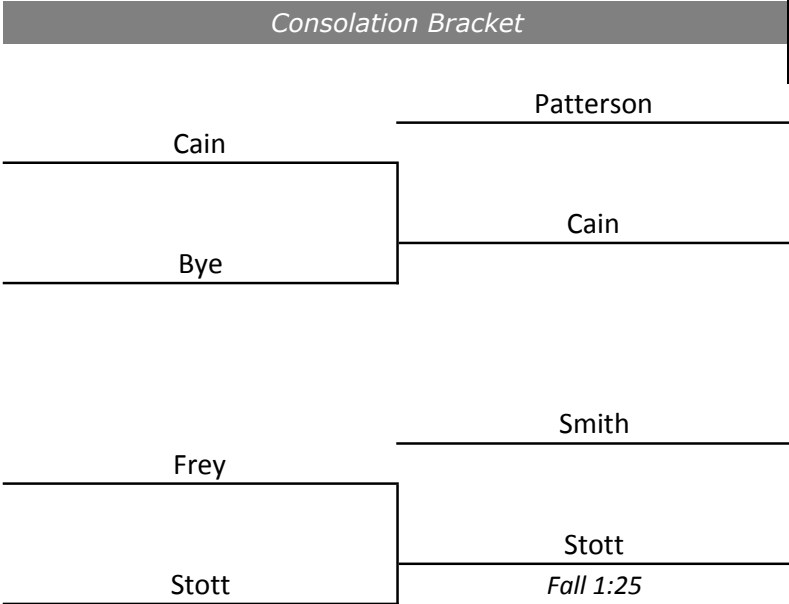 Consolation Bracket
Patterson
Cain
Cain
Bye
Smith
Frey
Stott
Stott
Fall 1:25